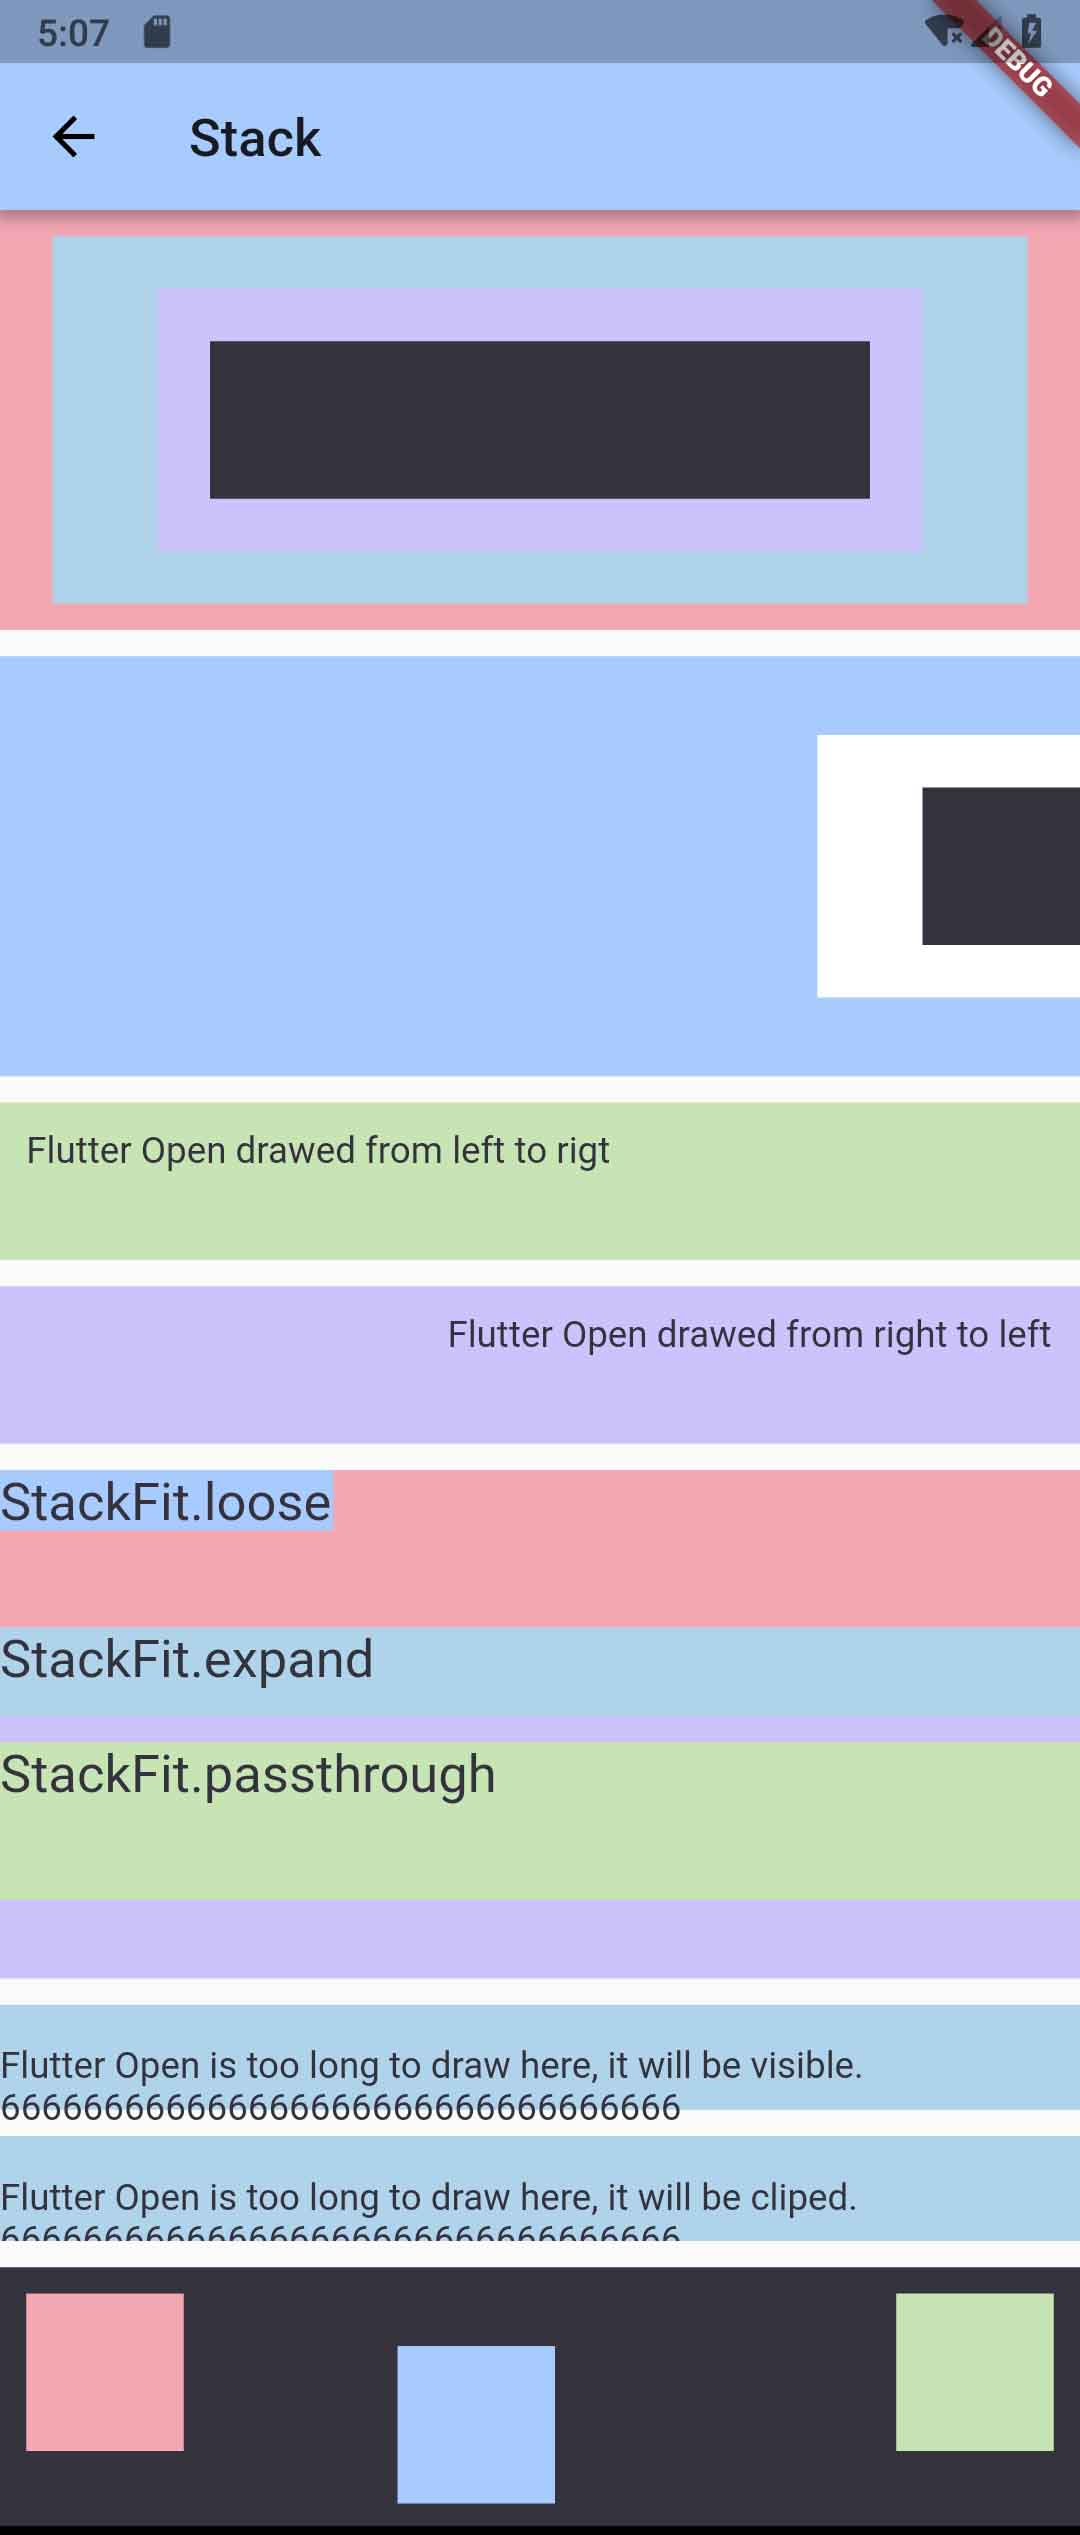 5:07
DEBUG
Stack
Flutter Open drawed from left to rigt
Flutter Open drawed from right to left
StackFit.loose
StackFit.expand
StackFit.passthrough
Flutter Open is too long to draw here, it will be visible.
666666666666666666666666666666666
Flutter Open is too long to draw here, it will be cliped.
666666666666666666666666666666666